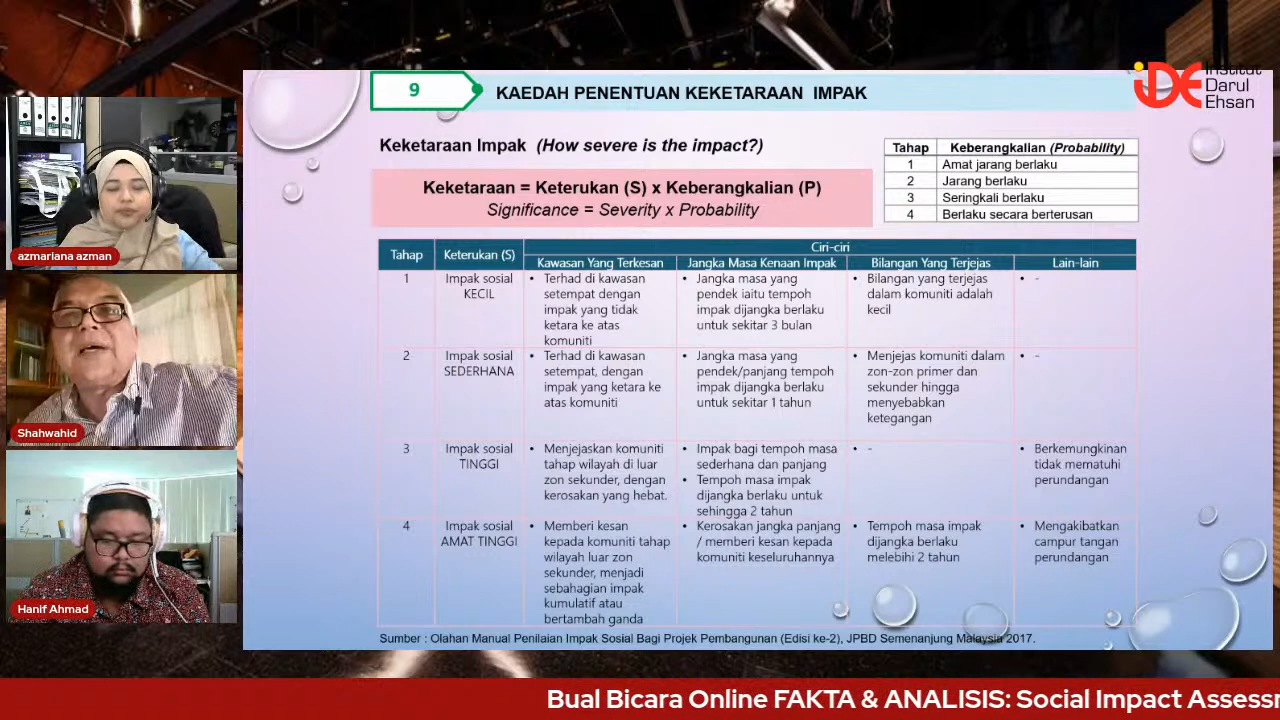 9
KAEDAH PENENTUAN KEKETARAAN IMPAK
Institut
Darul
Ehsan
iDE
Keketaraan Impak (How severe is the impact?)
Keketaraan = Keterukan (S) x Keberangkalian (P)
Significance = Severity x Probability
Tahap Keberangkalian (Probability)
1 Amat jarang berlaku
2 Jarang berlaku
3 Seringkali berlaku
4 Berlaku secara berterusan
Tahap Keterukan (S) Ciri-ciri
Kawasan Yang Terkesan Jangka Masa Kenaan Impak Bilangan Yang Terjejas Lain-lain
1
Impak sosial
KECIL
• Terhad di kawasan
setempat dengan
impak yang tidak
ketara ke atas
komuniti
• Jangka masa yang
pendek iaitu tempoh
impak dijangka berlaku
untuk sekitar 3 bulan
• Bilangan yang terjejas
dalam komuniti adalah
kecil
• -
2
Impak sosial
SEDERHANA
• Terhad di kawasan
setempat, dengan
impak yang ketara ke
atas komuniti
• Jangka masa yang
pendek/panjang tempoh
impak dijangka berlaku
untuk sekitar 1 tahun
• Menjejas komuniti dalam
zon-zon primer dan
sekunder hingga
menyebabkan
ketegangan
• -
3
Impak sosial
TINGGI
• Menjejaskan komuniti
tahap wilayah di luar
zon sekunder, dengan
kerosakan yang hebat.
• Impak bagi tempoh masa
sederhana dan panjang
• Tempoh masa impak
dijangka berlaku untuk
sehingga 2 tahun
• -
• Berkemungkinan
tidak mematuhi
perundangan
4
Impak sosial
AMAT TINGGI
• Memberi kesan
kepada komuniti tahap
wilayah luar zon
sekunder, menjadi
sebahagian impak
kumulatif atau
bertambah ganda
• Kerosakan jangka panjang
/ memberi kesan kepada
komuniti keseluruhannya
• Tempoh masa impak
dijangka berlaku
melebihi 2 tahun
• Mengakibatkan
campur tangan
perundangan
Sumber : Olahan Manual Penilaian Impak Sosial Bagi Projek Pembangunan (Edisi ke-2), JPBD Semenanjung Malaysia 2017.
azmariana azman
Shahwahid
Hanif Ahmad
Bual Bicara Online FAKTA & ANALISIS: Social Impact Assess